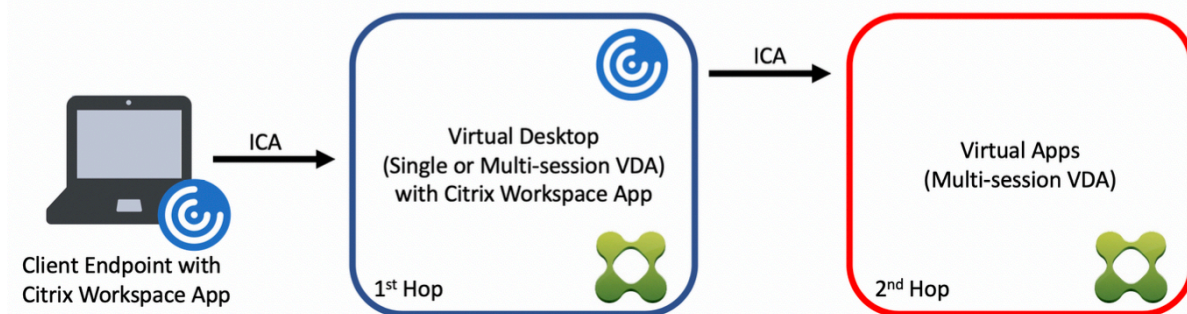 ICA
Client Endpoint with
Citrix Workspace App
Virtual Desktop
(Single or Multi-session VDA)
with Citrix Workspace App
1st Hop
ICA
Virtual Apps
(Multi-session VDA)
2nd Hop